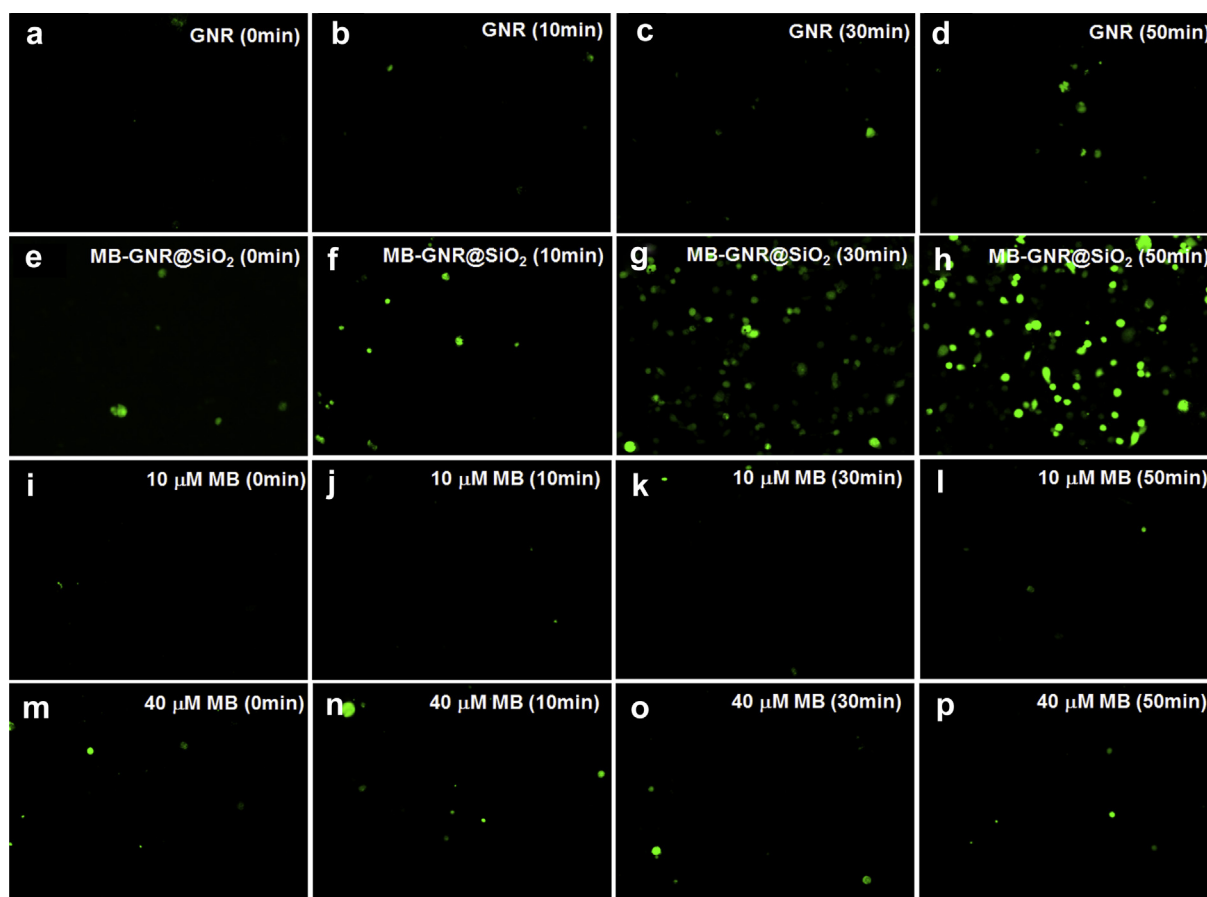 a GNR (0min)
b GNR (10min)
c GNR (30min)
d GNR (50min)
e MB-GNR@SiO₂ (0min)
f MB-GNR@SiO₂ (10min)
g MB-GNR@SiO₂ (30min)
h MB-GNR@SiO₂ (50min)
i 10 μM MB (0min)
j 10 μM MB (10min)
k 10 μM MB (30min)
l 10 μM MB (50min)
m 40 μM MB (0min)
n 40 μM MB (10min)
o 40 μM MB (30min)
p 40 μM MB (50min)